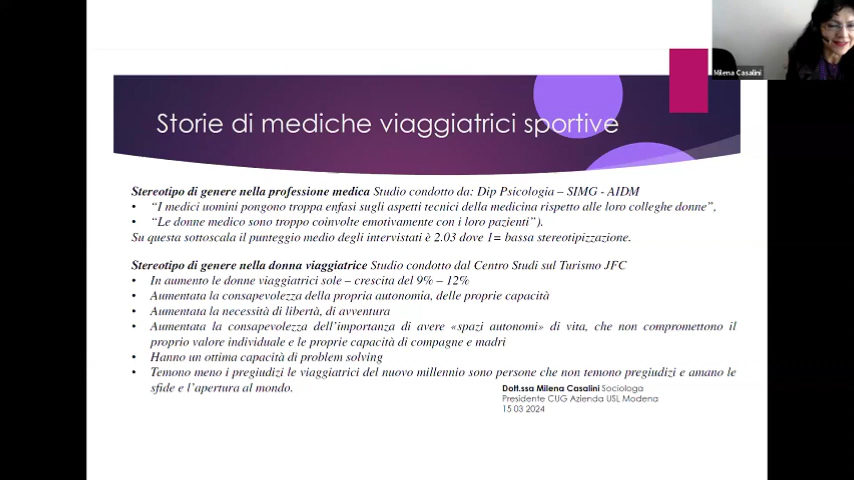 Milena Casalini
Storie di mediche viaggiatrici sportive
Stereotipo di genere nella professione medica Studio condotto da: Dip Psicologia – SIMG - AIDM
• “I medici uomini pongono troppa enfasi sugli aspetti tecnici della medicina rispetto alle loro colleghe donne”,
• “Le donne medico sono troppo coinvolte emotivamente con i loro pazienti”).
Su questa sottoscala il punteggio medio degli intervistati è 2.03 dove 1= bassa stereotipizzazione.
Stereotipo di genere nella donna viaggiatrice Studio condotto dal Centro Studi sul Turismo JFC
• In aumento le donne viaggiatrici sole – crescita del 9% – 12%
• Aumentata la consapevolezza della propria autonomia, delle proprie capacità
• Aumentata la necessità di libertà, di avventura
• Aumentata la consapevolezza dell’importanza di avere «spazi autonomi» di vita, che non compromettono il
proprio valore individuale e le proprie capacità di compagne e madri
• Hanno un ottima capacità di problem solving
• Temono meno i pregiudizi le viaggiatrici del nuovo millennio sono persone che non temono pregiudizi e amano le
sfide e l’apertura al mondo.
Dott.ssa Milena Casalini Sociologa
Presidente CUG Azienda USL Modena
15 03 2024